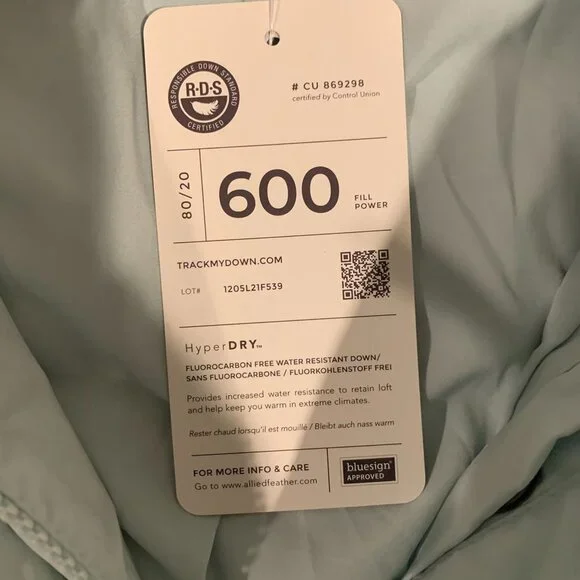 RESPONSIBLE DOWN STANDARD
R·D·S
CERTIFIED
# CU 869298
certified by Control Union
80/20
600
FILL
POWER
TRACKMYDOWN.COM
LOT# 1205L21F539
HyperDRY™
FLUOROCARBON FREE WATER RESISTANT DOWN/
SANS FLUOROCARBONE / FLUORKOHLENSTOFF FREI
Provides increased water resistance to retain loft
and help keep you warm in extreme climates.
Rester chaud lorsqu'il est mouille / Bleibt auch nass warm
FOR MORE INFO & CARE
Go to www.alliedfeather.com
bluesign®
APPROVED